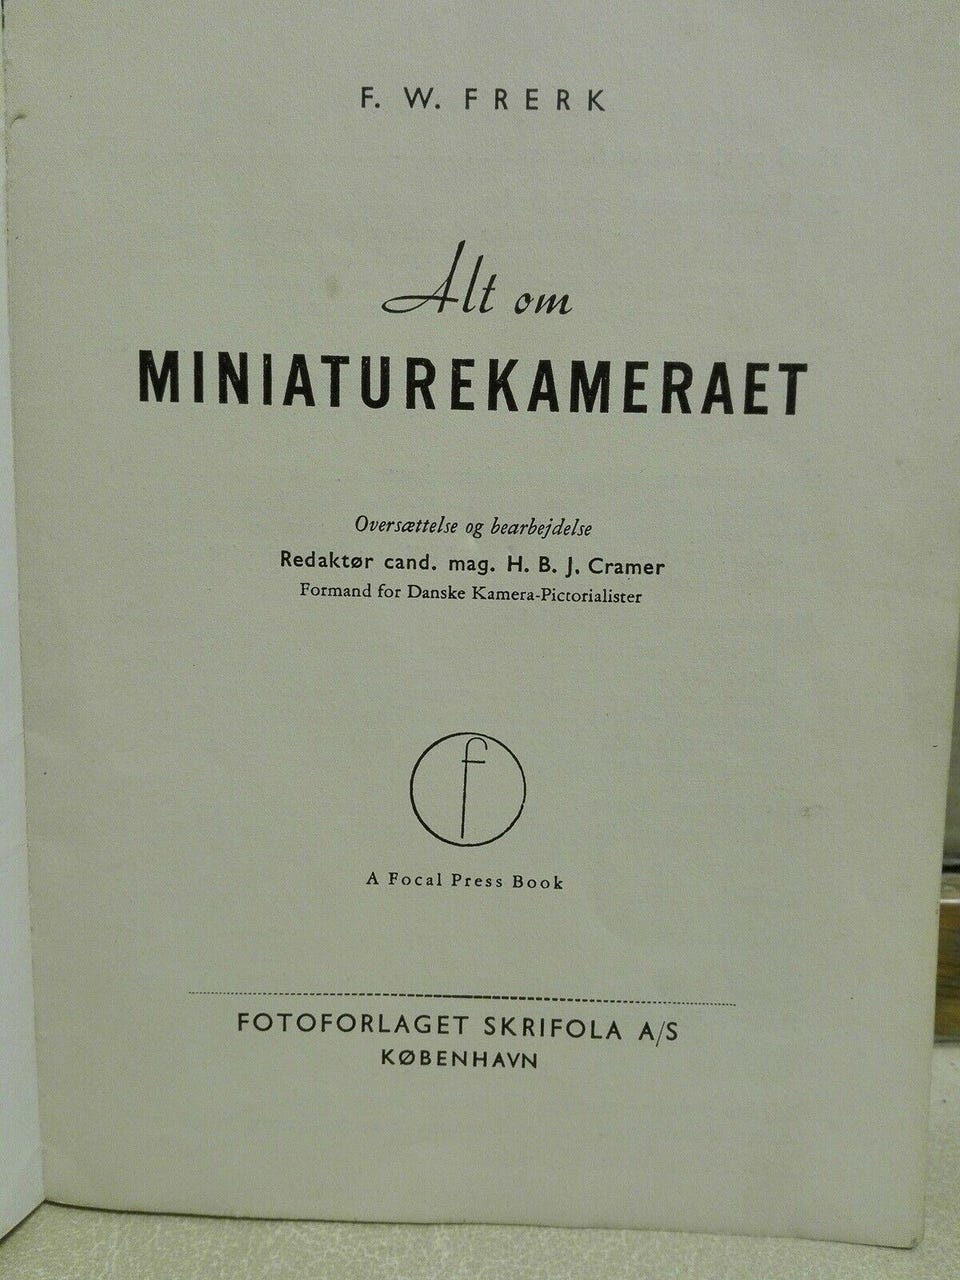 F. W. FRERK
Alt om
MINIATUREKAMERAET
Oversættelse og bearbejdelse
Redaktør cand. mag. H. B. J. Cramer
Formand for Danske Kamera-Pictorialister
f
A Focal Press Book
FOTOFORLAGET SKRIFOLA A/S
KØBENHAVN